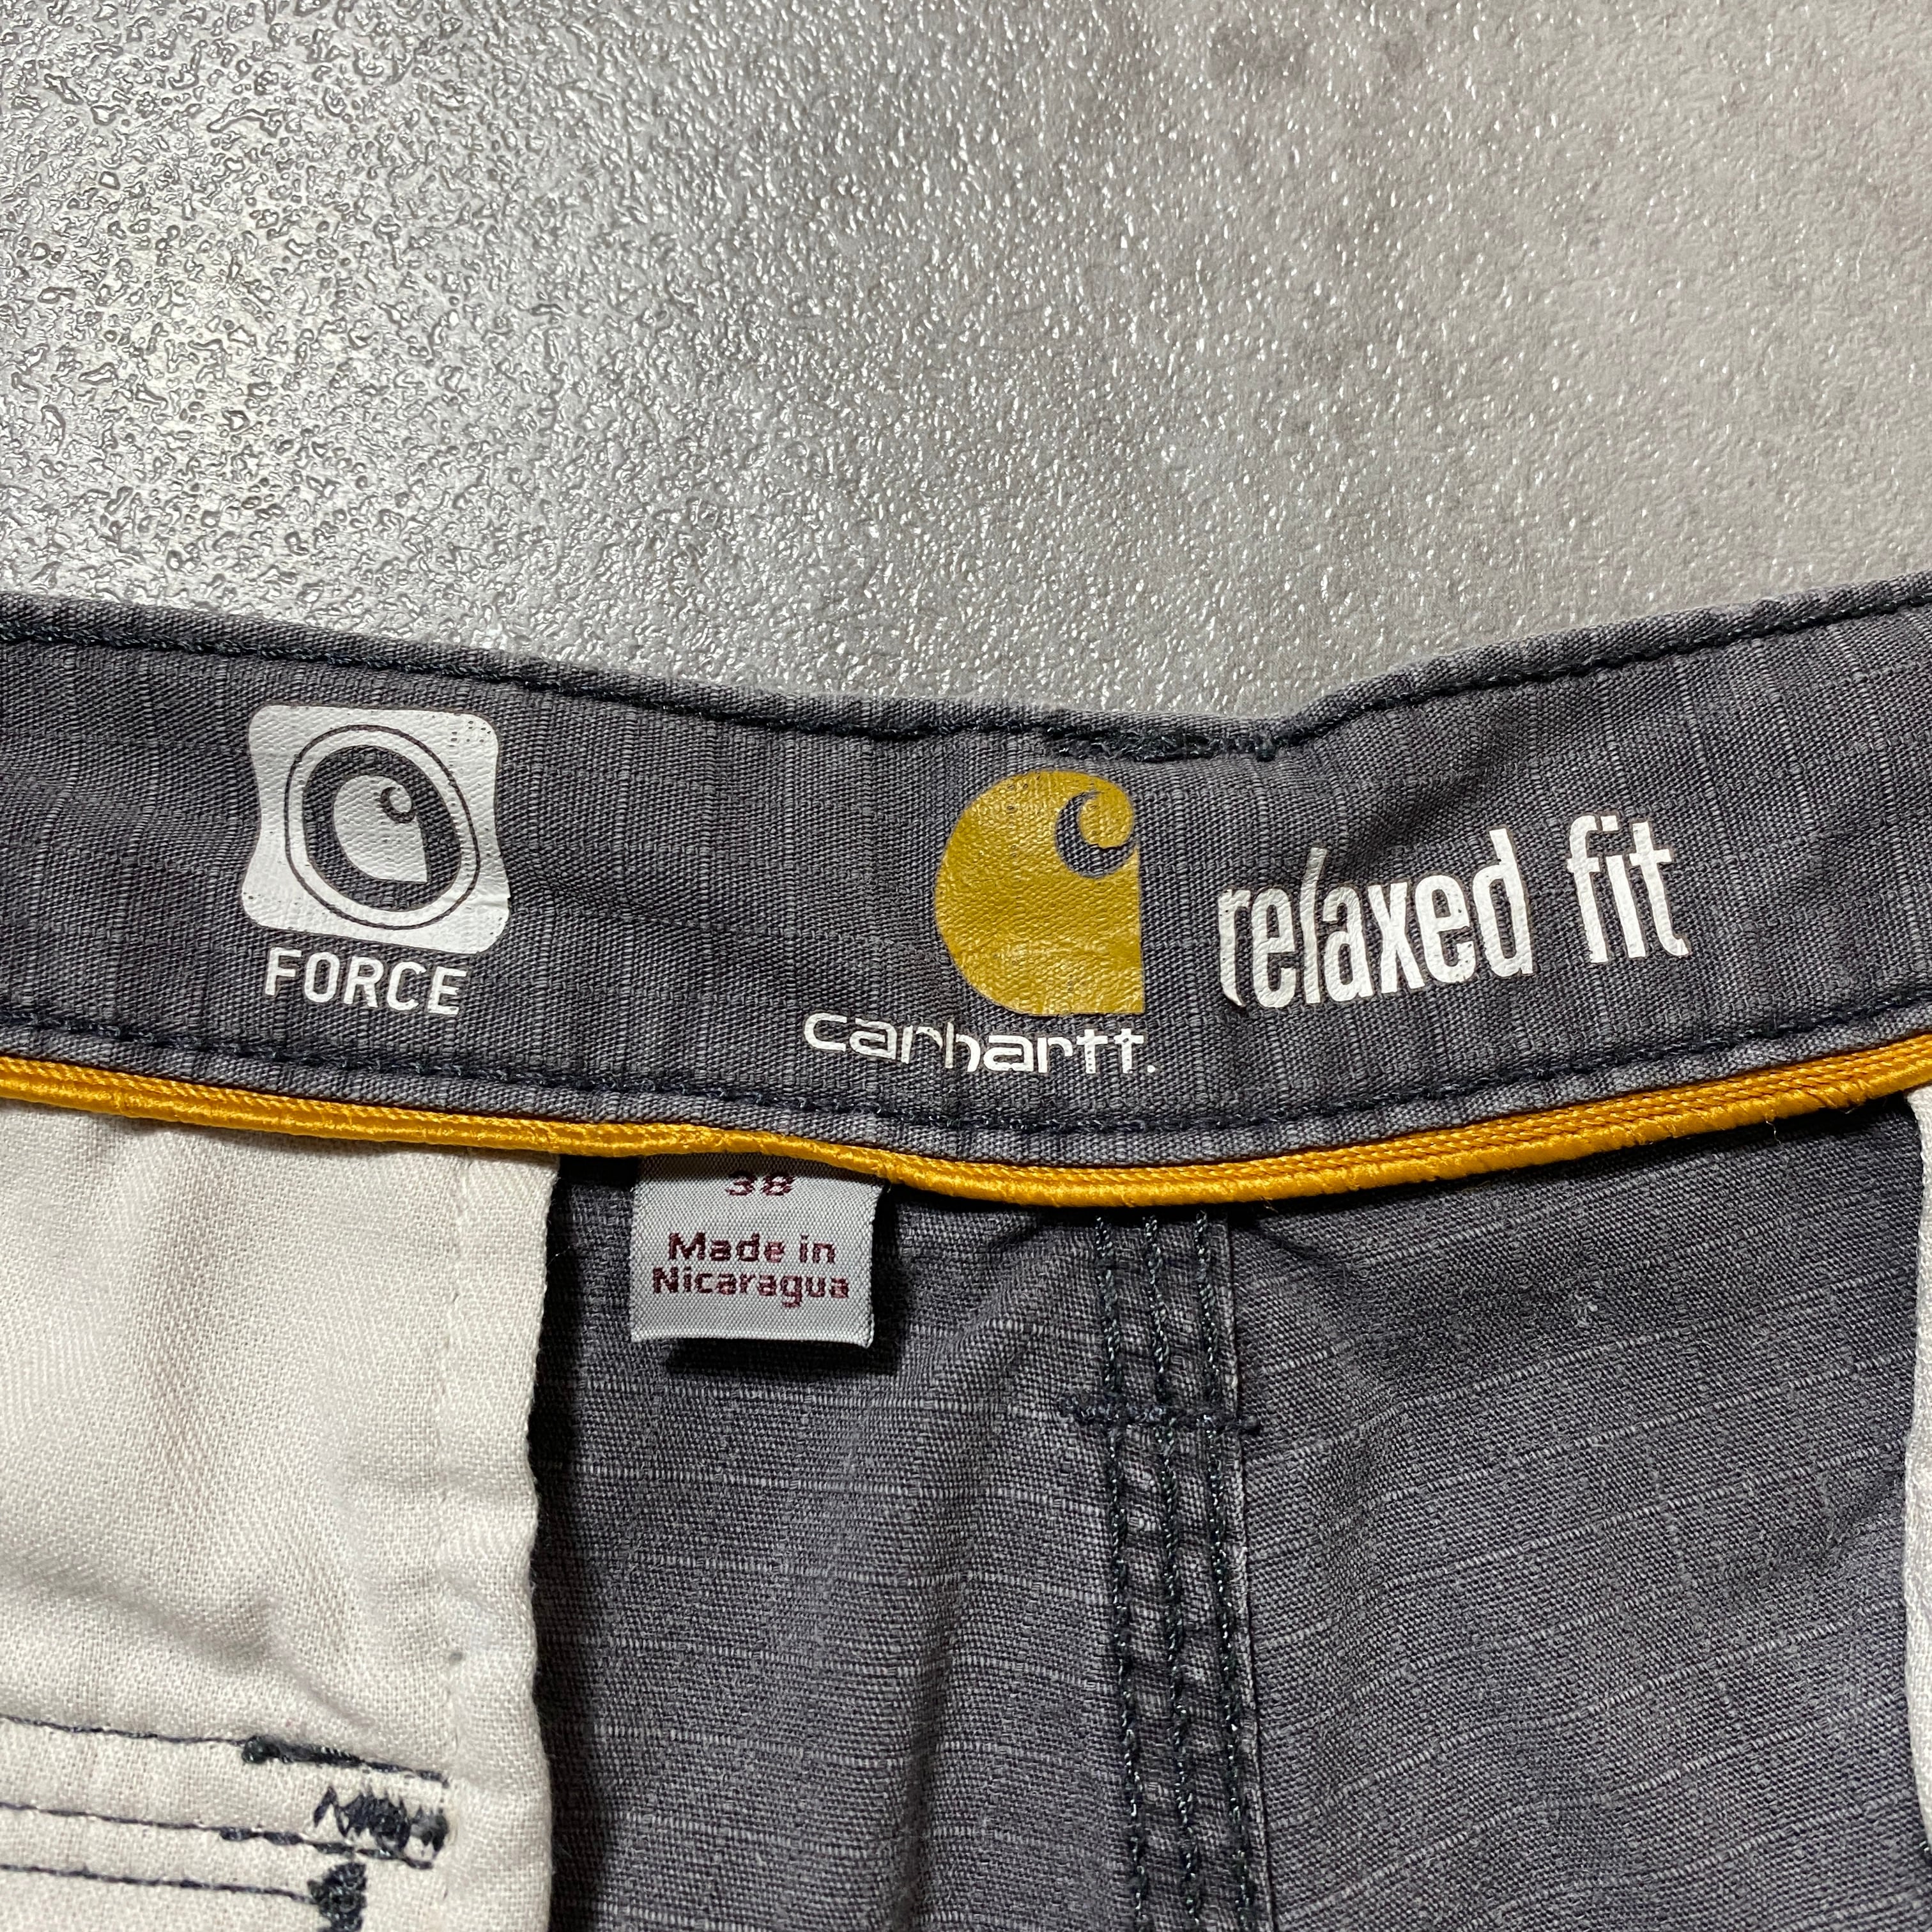 FORCE
carhartt.
relaxed fit
38
Made in
Nicaragua